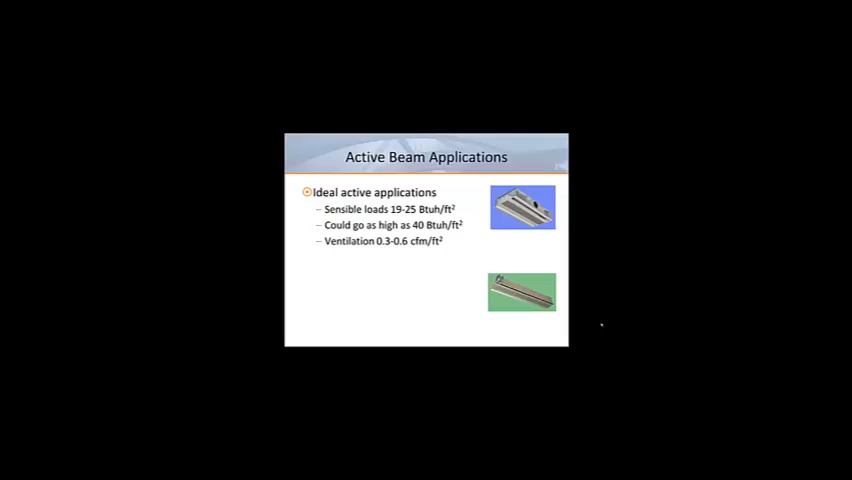 Active Beam Applications
Ideal active applications
– Sensible loads 19-25 Btuh/ft²
– Could go as high as 40 Btuh/ft²
– Ventilation 0.3-0.6 cfm/ft²